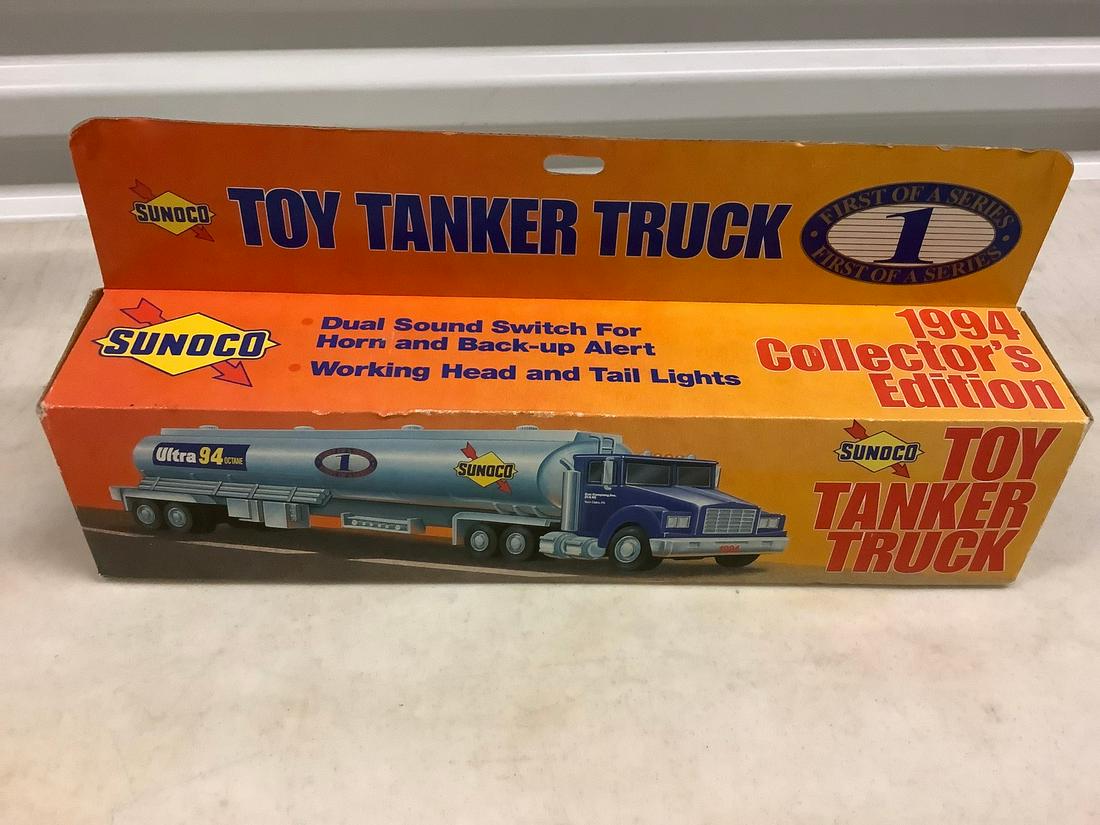 SUNOCO
TOY TANKER TRUCK
FIRST OF A SERIES
1
FIRST OF A SERIES
SUNOCO
• Dual Sound Switch For
Horn and Back-up Alert
• Working Head and Tail Lights
1994
Collector's
Edition
Ultra 94 OCTANE
1
SUNOCO
1994
SUNOCO
TOY
TANKER
TRUCK